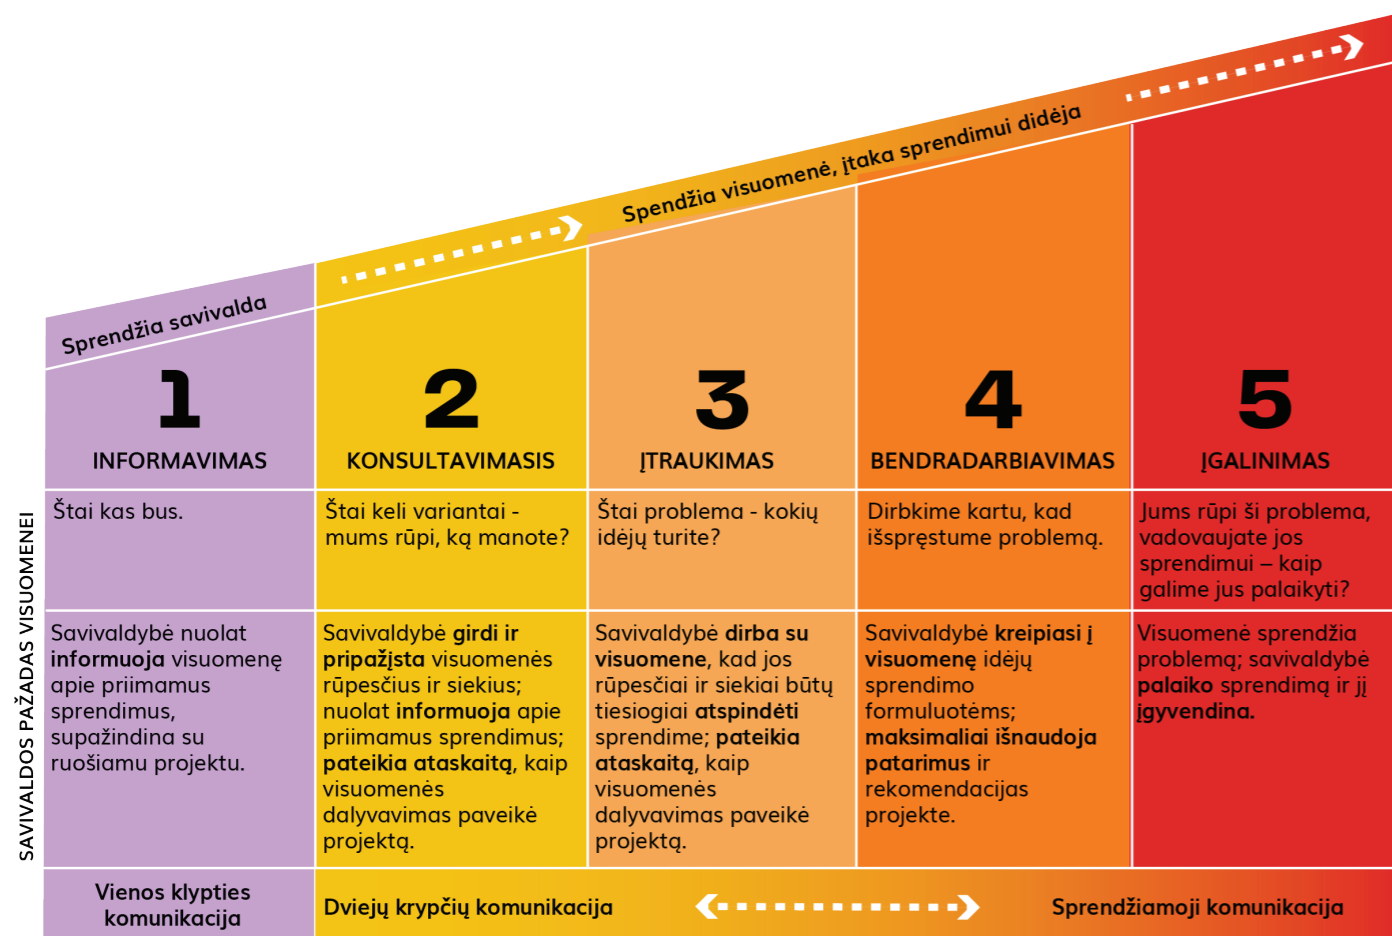 Sprendžia savivalda
Spendžia visuomenė, įtaka sprendimui didėja
1
INFORMAVIMAS
2
KONSULTAVIMASIS
3
ĮTRAUKIMAS
4
BENDRADARBIAVIMAS
5
ĮGALINIMAS
SAVIVALDOS PAŽADAS VISUOMENEI
Štai kas bus.
Štai keli variantai -
mums rūpi, ką manote?
Štai problema - kokių
idėjų turite?
Dirbkime kartu, kad
išspręstume problemą.
Jums rūpi ši problema,
vadovaujate jos
sprendimui – kaip
galime jus palaikyti?
Savivaldybė nuolat
informuoja visuomenę
apie priimamus
sprendimus,
supažindina su
ruošiamu projektu.
Savivaldybė girdi ir
pripažįsta visuomenės
rūpesčius ir siekius;
nuolat informuoja apie
priimamus sprendimus;
pateikia ataskaitą, kaip
visuomenės
dalyvavimas paveikė
projektą.
Savivaldybė dirba su
visuomene, kad jos
rūpesčiai ir siekiai būtų
tiesiogiai atspindėti
sprendime; pateikia
ataskaitą, kaip
visuomenės
dalyvavimas paveikė
projektą.
Savivaldybė kreipiasi į
visuomenę idėjų
sprendimo
formuluotėms;
maksimaliai išnaudoja
patarimus ir
rekomendacijas
projekte.
Visuomenė sprendžia
problemą; savivaldybė
palaiko sprendimą ir jį
įgyvendina.
Vienos klypties
komunikacija
Dviejų krypčių komunikacija
Sprendžiamoji komunikacija